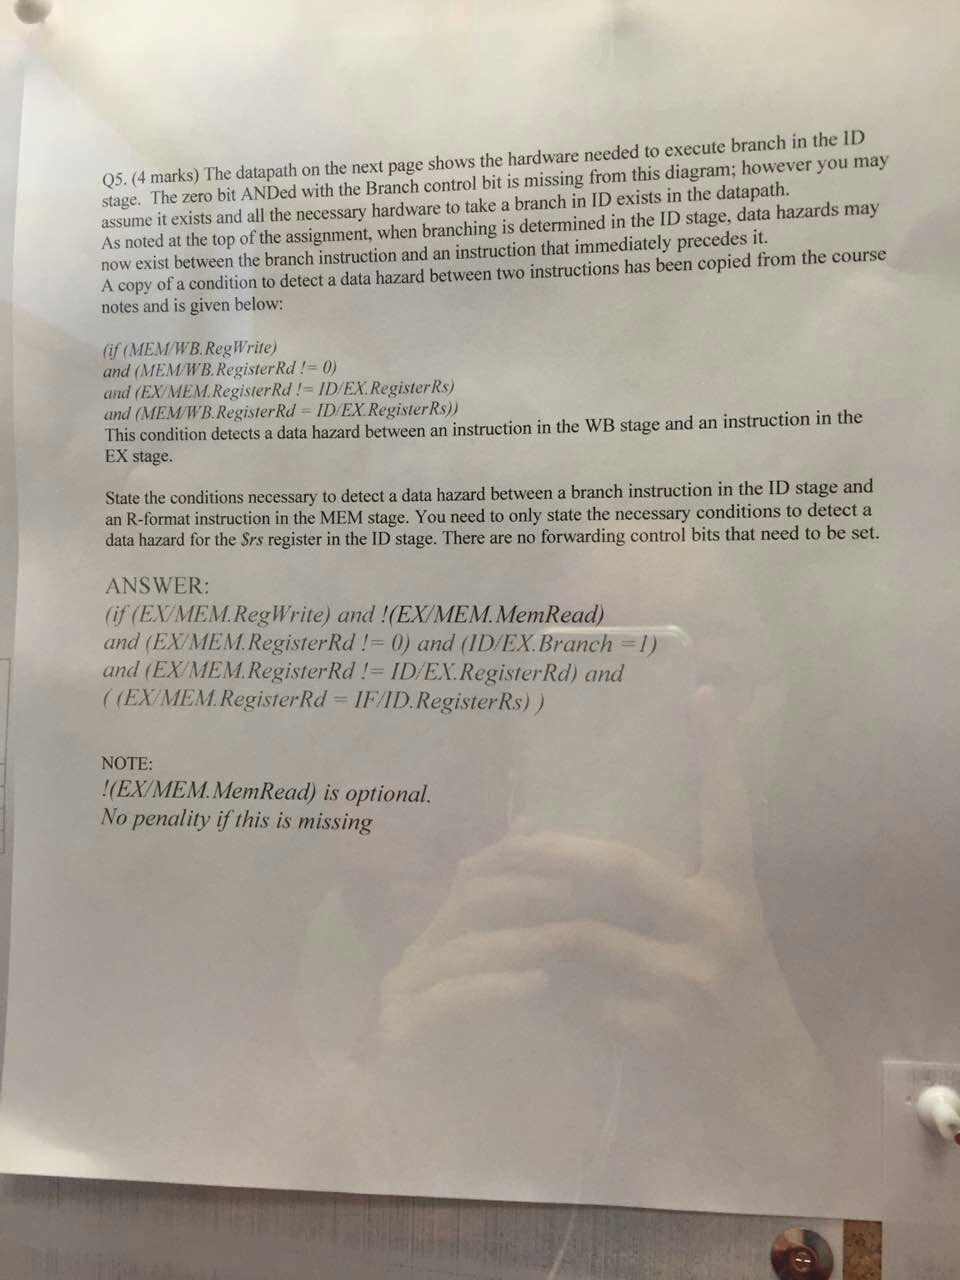 Q5. (4 marks) The datapath on the next page shows the hardware needed to execute branch in the ID
stage. The zero bit ANDed with the Branch control bit is missing from this diagram; however you may
assume it exists and all the necessary hardware to take a branch in ID exists in the datapath.
As noted at the top of the assignment, when branching is determined in the ID stage, data hazards may
now exist between the branch instruction and an instruction that immediately precedes it.
A copy of a condition to detect a data hazard between two instructions has been copied from the course
notes and is given below:
(if (MEM/WB.RegWrite)
and (MEM/WB.RegisterRd != 0)
and (EX/MEM.RegisterRd != ID/EX.RegisterRs)
and (MEM/WB.RegisterRd = ID/EX.RegisterRs))
This condition detects a data hazard between an instruction in the WB stage and an instruction in the
EX stage.
State the conditions necessary to detect a data hazard between a branch instruction in the ID stage and
an R-format instruction in the MEM stage. You need to only state the necessary conditions to detect a
data hazard for the $rs register in the ID stage. There are no forwarding control bits that need to be set.
ANSWER:
(if (EX/MEM.RegWrite) and !(EX/MEM.MemRead)
and (EX/MEM.RegisterRd != 0) and (ID/EX.Branch =1)
and (EX/MEM.RegisterRd != ID/EX.RegisterRd) and
( (EX/MEM.RegisterRd = IF/ID.RegisterRs) )
NOTE:
!(EX/MEM.MemRead) is optional.
No penality if this is missing